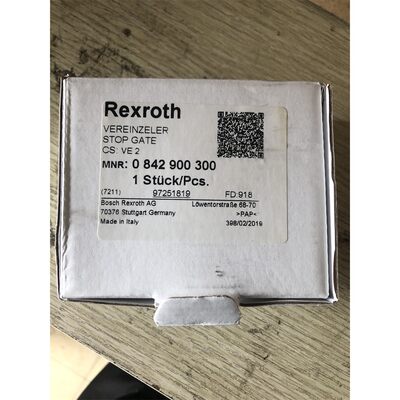 Rexroth
VEREINZELER
STOP GATE
CS: VE 2
MNR: 0 842 900 300
1 Stück/Pcs.
(7211) 97251819 FD:918
Bosch Rexroth AG Löwentorstraße 68-70
70376 Stuttgart Germany >PAP<
Made in Italy 398/02/2019